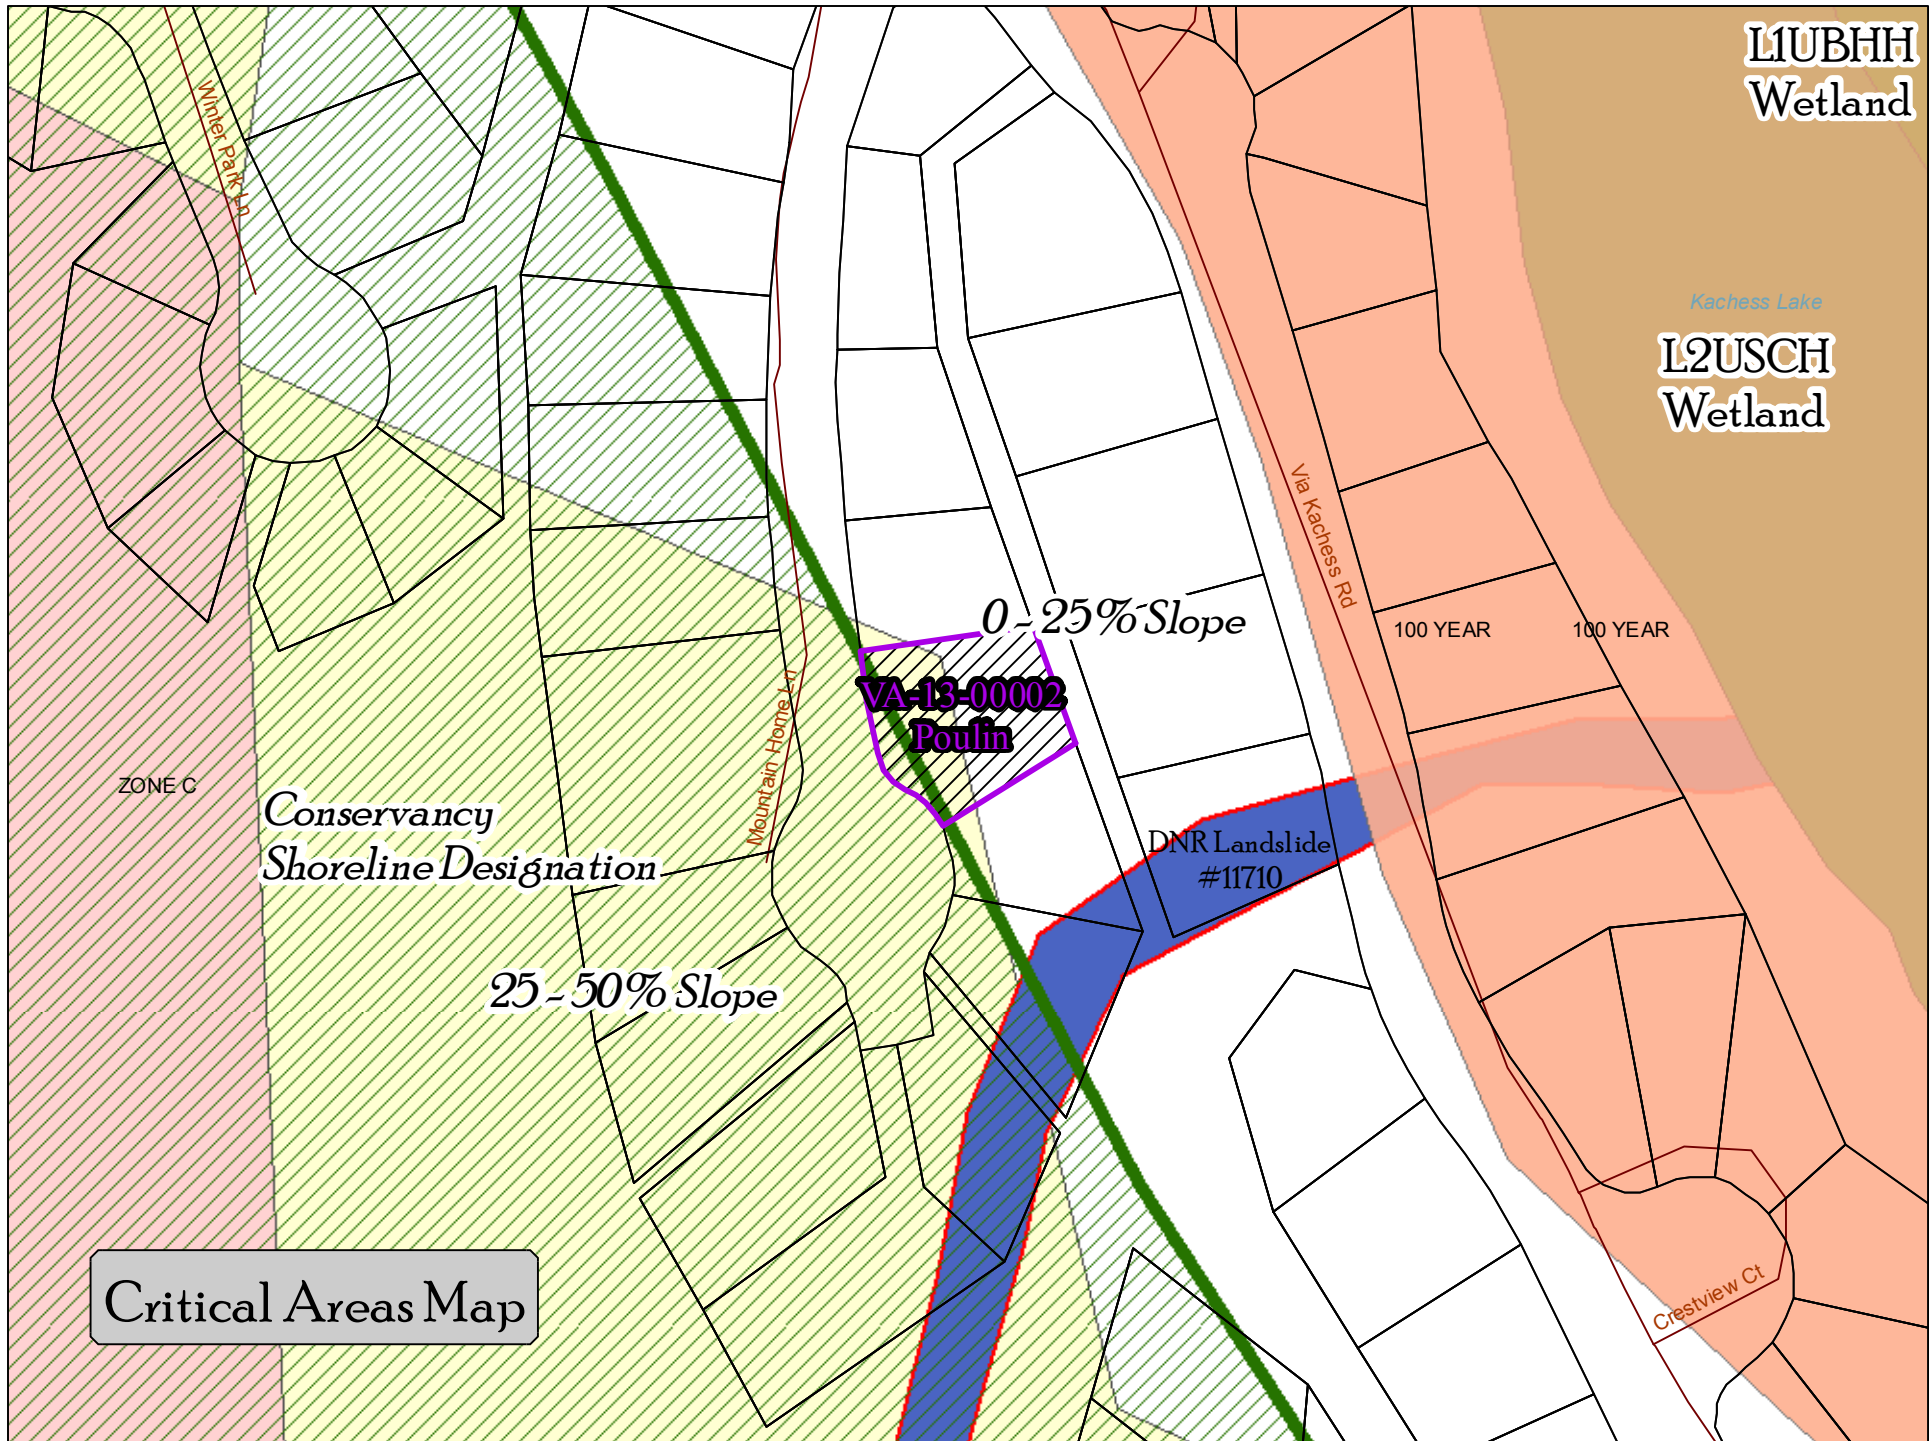 L1UBHH
Wetland
Winter Park Ln
Kachess Lake
L2USCH
Wetland
Via Kachess Rd
0 - 25% Slope
100 YEAR
100 YEAR
VA-13-00002
Poulin
Mountain Home Ln
ZONE C
Conservancy
Shoreline Designation
DNR Landslide
#11710
25 - 50% Slope
Crestview Ct
Critical Areas Map